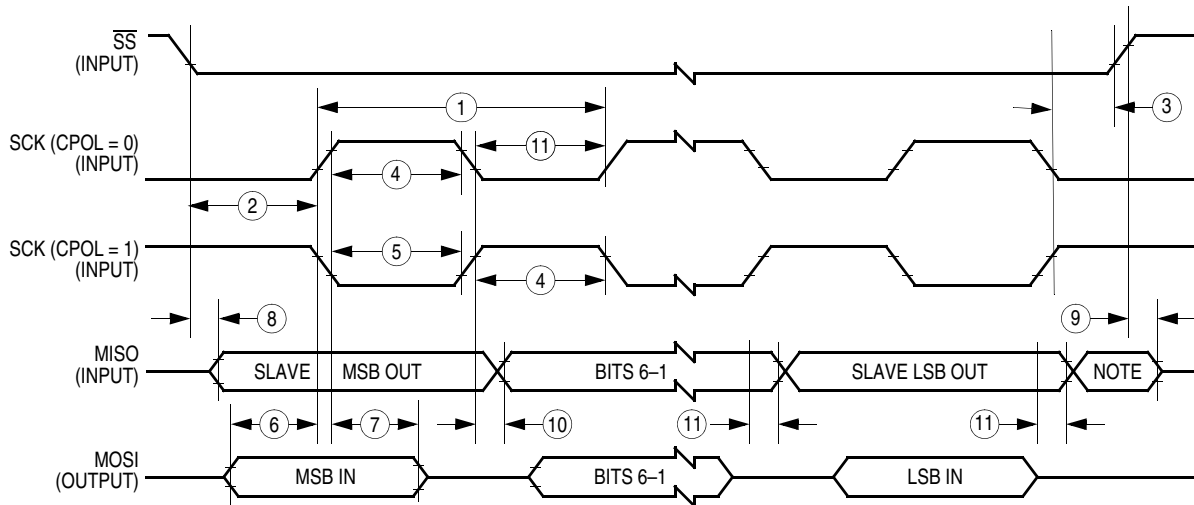 SS
(INPUT)
1
3
SCK (CPOL = 0)
(INPUT)
11
4
2
SCK (CPOL = 1)
(INPUT)
5
4
8
9
MISO
(INPUT)
SLAVE MSB OUT
BITS 6–1
SLAVE LSB OUT
NOTE
6
7
10
11
11
MOSI
(OUTPUT)
MSB IN
BITS 6–1
LSB IN